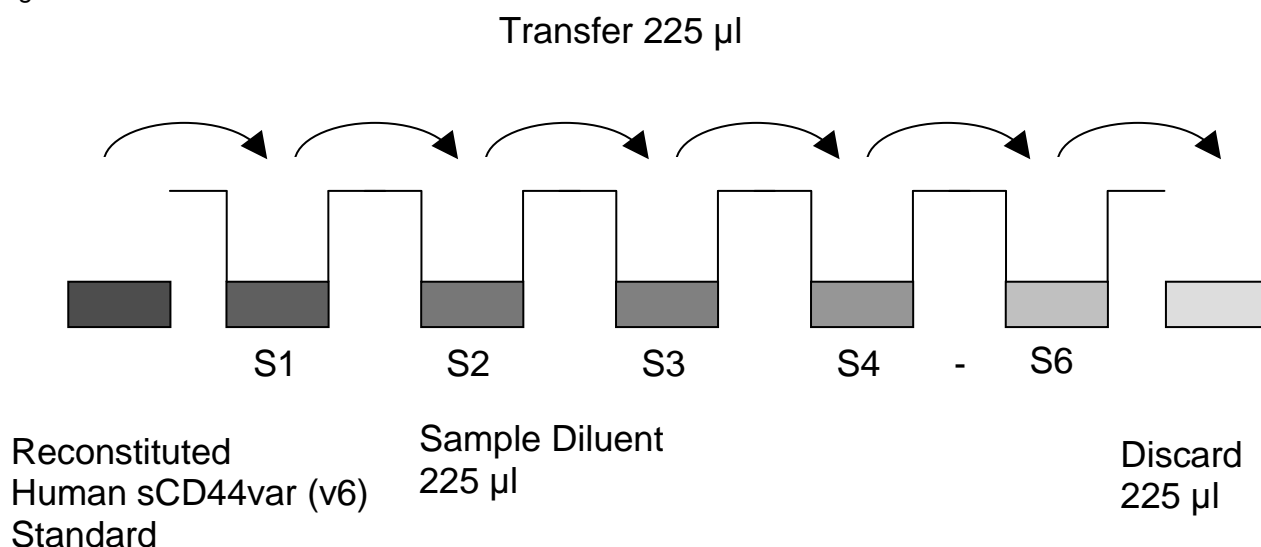 Transfer 225 µl
S1 S2 S3 S4 - S6
Reconstituted
Human sCD44var (v6)
Standard
Sample Diluent
225 µl
Discard
225 µl